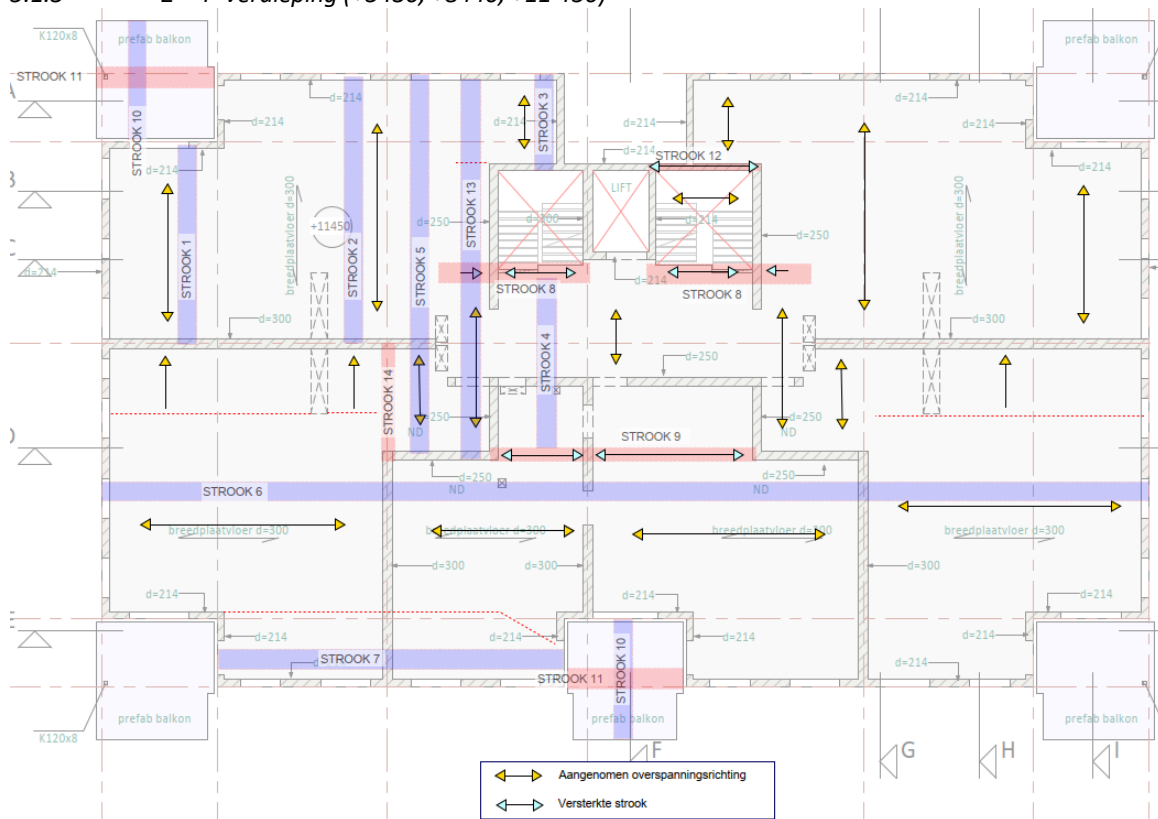 prefab balkon
prefab balkon
K120x8
STROOK 11
STROOK 10
d=214
d=214
d=214
d=214
STROOK 3
d=214
d=214
d=214
STROOK 12
d=214
d=214
B
LIFT
STROOK 13
breedplaatvloer d=300
+11450
d=250
d=214
d=250
breedplaatvloer d=300
STROOK 1
STROOK 2
STROOK 5
d=214
d=214
STROOK 8
STROOK 8
d=300
STROOK 4
d=300
d=250
STROOK 14
d=250
d=250
ND
STROOK 9
ND
d=250
d=250
STROOK 6
ND
ND
breedplaatvloer d=300
breedplaatvloer d=300
breedplaatvloer d=300
breedplaatvloer d=300
d=300
d=300
d=300
d=214
d=214
d=214
d=214
d=214
d=214
d=214
STROOK 7
STROOK 11
STROOK 10
d=214
d=214
prefab balkon
prefab balkon
prefab balkon
K120x8
F
G
H
I
Aangenomen overspanningsrichting
Versterkte strook